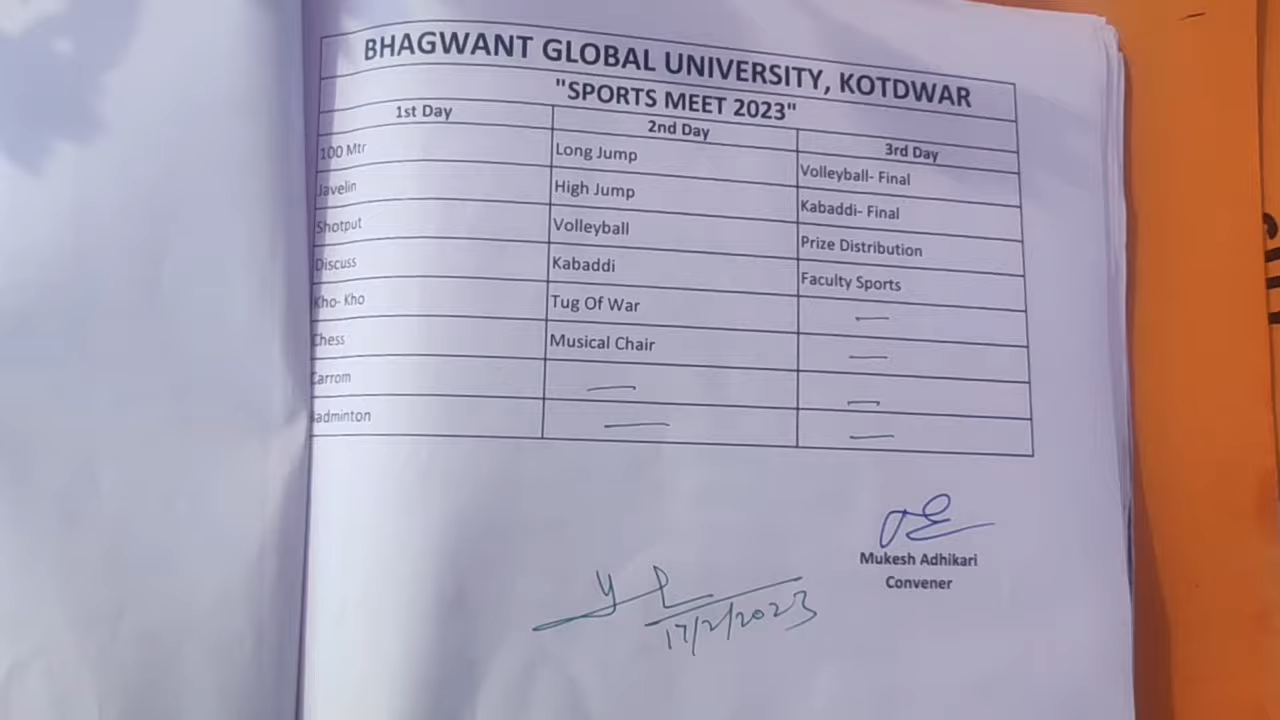 BHAGWANT GLOBAL UNIVERSITY, KOTDWAR
"SPORTS MEET 2023"
1st Day 2nd Day 3rd Day
100 Mtr Long Jump Volleyball- Final
Javelin High Jump Kabaddi- Final
Shotput Volleyball Prize Distribution
Discuss Kabaddi Faculty Sports
Kho- Kho Tug Of War —
Chess Musical Chair —
Carrom — —
Badminton — —
Mukesh Adhikari
Convener
17/2/2023